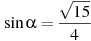 sin α = √15/4